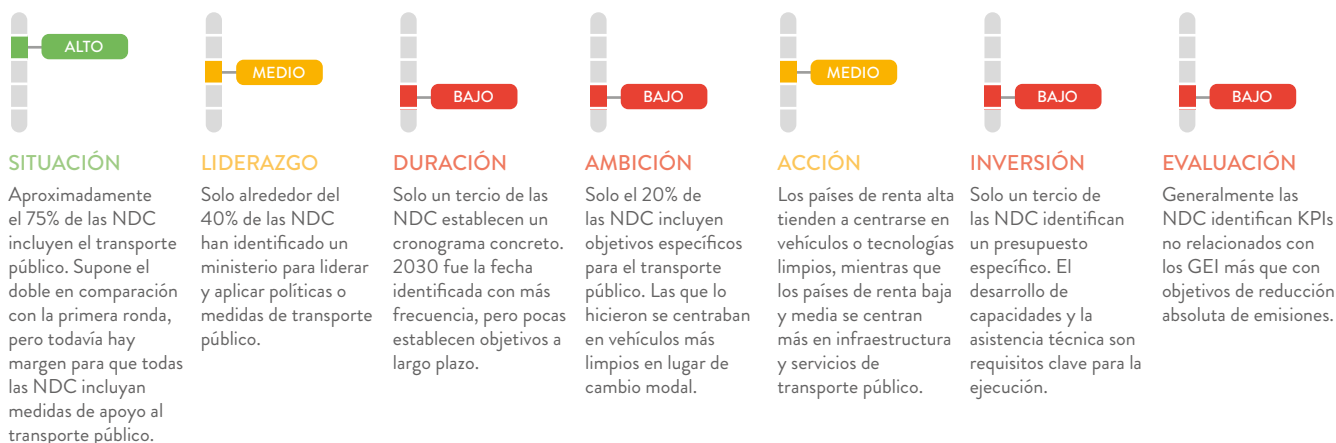 ALTO
SITUACIÓN
Aproximadamente
el 75% de las NDC
incluyen el transporte
público. Supone el
doble en comparación
con la primera ronda,
pero todavía hay
margen para que todas
las NDC incluyan
medidas de apoyo al
transporte público.
MEDIO
LIDERAZGO
Solo alrededor del
40% de las NDC
han identificado un
ministerio para liderar
y aplicar políticas o
medidas de transporte
público.
BAJO
DURACIÓN
Solo un tercio de las
NDC establecen un
cronograma concreto.
2030 fue la fecha
identificada con más
frecuencia, pero pocas
establecen objetivos a
largo plazo.
BAJO
AMBICIÓN
Solo el 20% de
las NDC incluyen
objetivos específicos
para el transporte
público. Las que lo
hicieron se centraban
en vehículos más
limpios en lugar de
cambio modal.
MEDIO
ACCIÓN
Los países de renta alta
tienden a centrarse en
vehículos o tecnologías
limpios, mientras que
los países de renta baja
y media se centran
más en infraestructura
y servicios de
transporte público.
BAJO
INVERSIÓN
Solo un tercio de
las NDC identifican
un presupuesto
específico. El
desarrollo de
capacidades y la
asistencia técnica son
requisitos clave para la
ejecución.
BAJO
EVALUACIÓN
Generalmente las
NDC identifican KPIs
no relacionados con
los GEI más que con
objetivos de reducción
absoluta de emisiones.